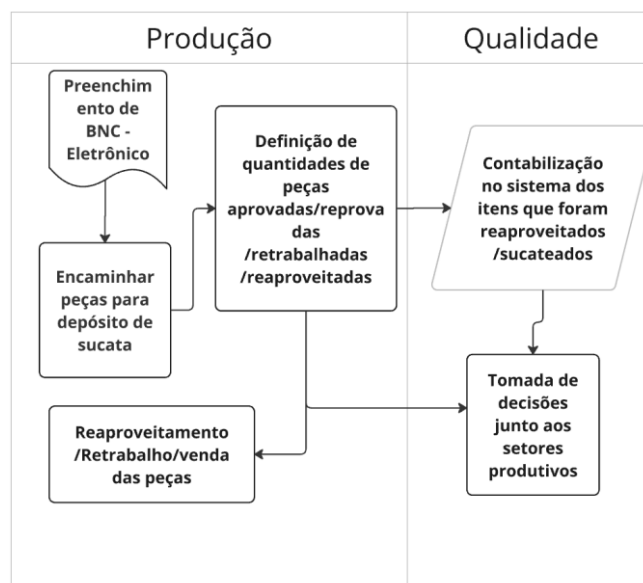 Produção
Qualidade
Preenchim
ento de
BNC -
Eletrônico
Definição de
quantidades de
peças
aprovadas/reprova
das
/retrabalhadas
/reaproveitadas
Contabilização
no sistema dos
itens que foram
reaproveitados
/sucateados
Encaminhar
peças para
depósito de
sucata
Reaproveitamento
/Retrabalho/venda
das peças
Tomada de
decisões
junto aos
setores
produtivos